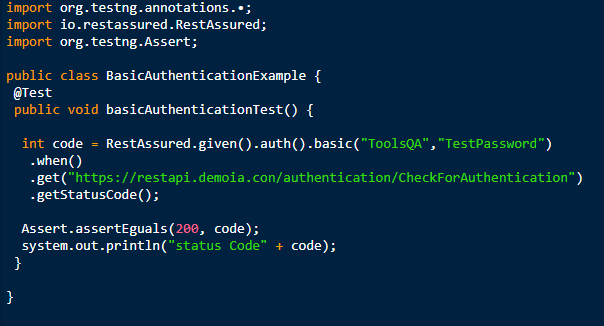 import org.testng.annotations.•;
import io.restassured.RestAssured;
import org.testng.Assert;
public class BasicAuthenticationExample {
@Test
public void basicAuthenticationTest() {
int code = RestAssured.given().auth().basic("ToolsQA","TestPassword")
.when()
.get("https://restapi.demoia.con/authentication/CheckForAuthentication")
.getStatusCode();
Assert.assertEguals(200, code);
system.out.println("status Code" + code);
}
}